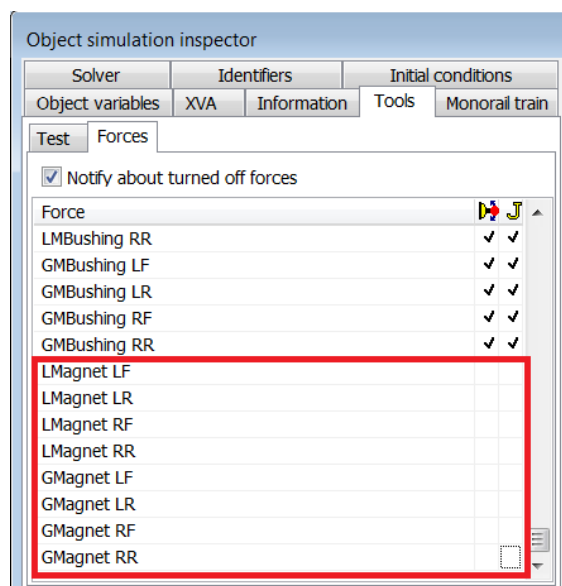 Object simulation inspector
Solver Identifiers Initial conditions
Object variables XVA Information Tools Monorail train
Test Forces
Notify about turned off forces
Force J
LMBushing RR
GMBushing LF
GMBushing LR
GMBushing RF
GMBushing RR
LMagnet LF
LMagnet LR
LMagnet RF
LMagnet RR
GMagnet LF
GMagnet LR
GMagnet RF
GMagnet RR